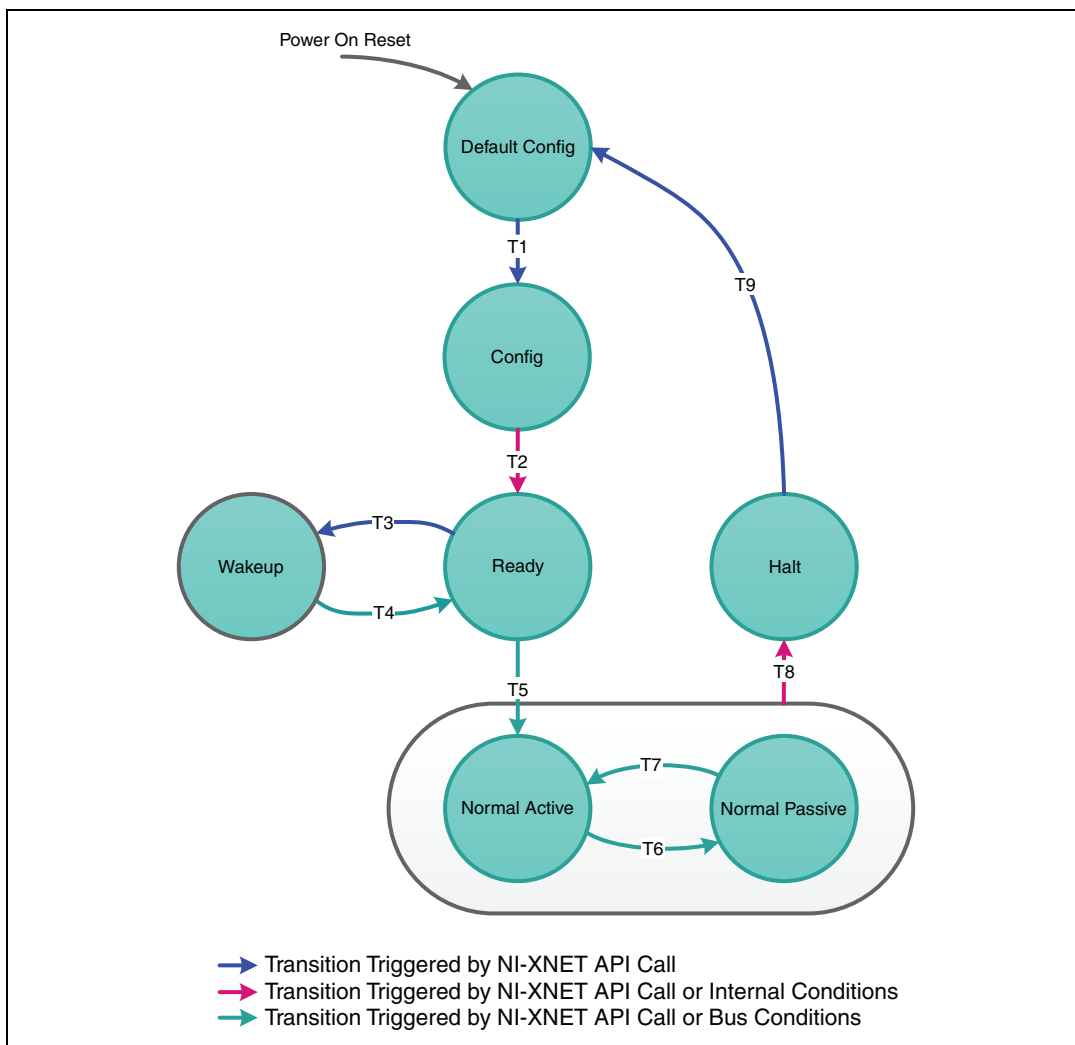 Power On Reset
Default Config
T1
T9
Config
T2
T3
Wakeup
Ready
Halt
T4
T8
T5
T7
Normal Active
Normal Passive
T6
Transition Triggered by NI-XNET API Call
Transition Triggered by NI-XNET API Call or Internal Conditions
Transition Triggered by NI-XNET API Call or Bus Conditions